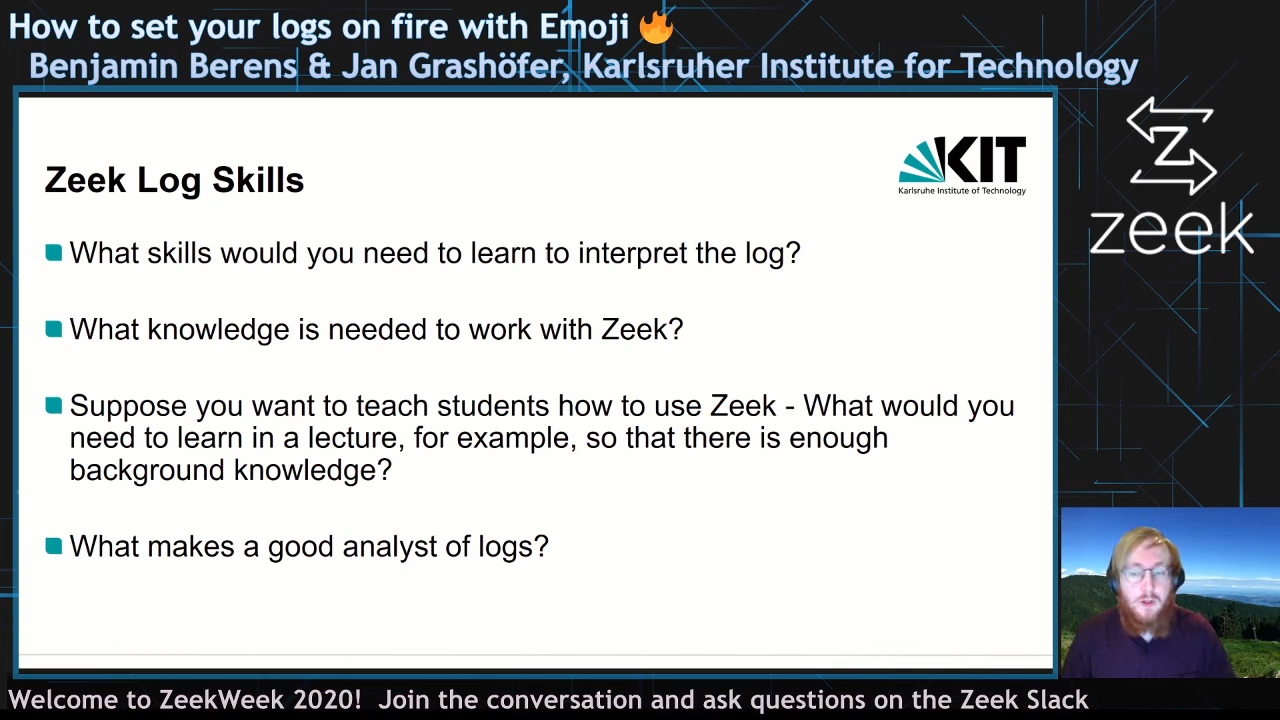 How to set your logs on fire with Emoji 🔥
Benjamin Berens & Jan Grashöfer, Karlsruher Institute for Technology
KIT
Karlsruhe Institute of Technology
zeek
Zeek Log Skills
What skills would you need to learn to interpret the log?
What knowledge is needed to work with Zeek?
Suppose you want to teach students how to use Zeek - What would you
need to learn in a lecture, for example, so that there is enough
background knowledge?
What makes a good analyst of logs?
Welcome to ZeekWeek 2020! Join the conversation and ask questions on the Zeek Slack